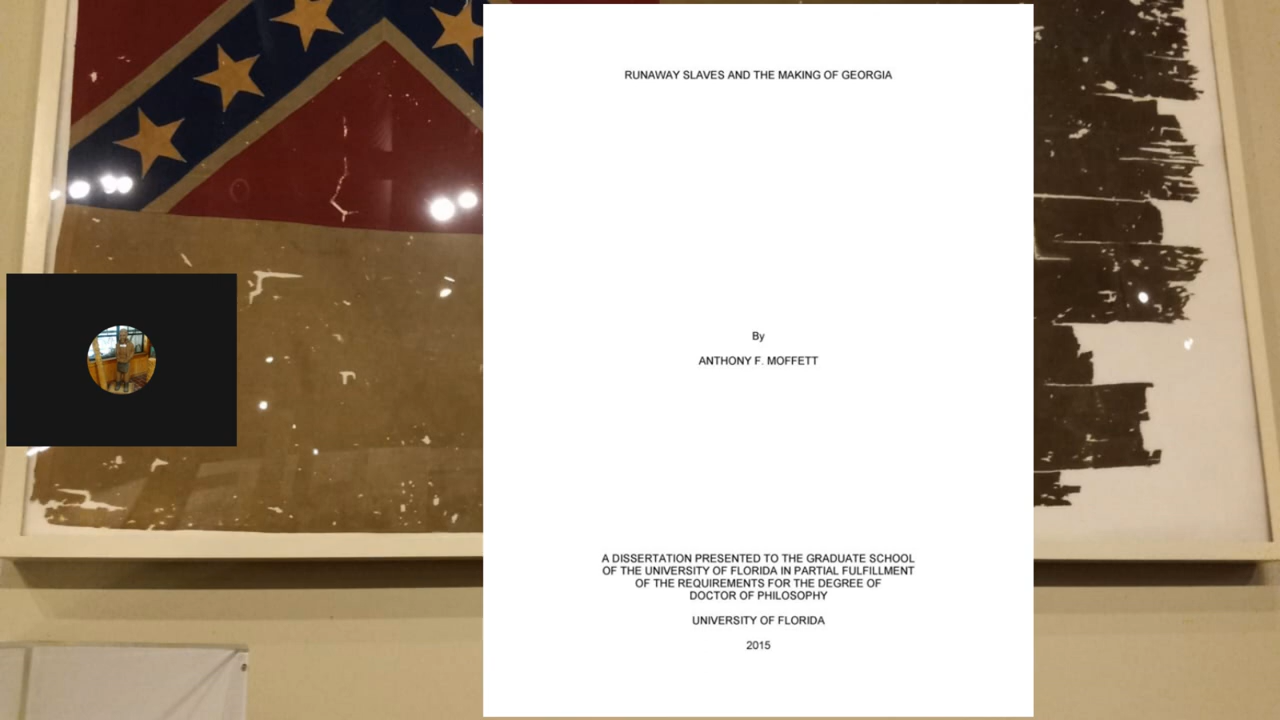 RUNAWAY SLAVES AND THE MAKING OF GEORGIA
By
ANTHONY F. MOFFETT
A DISSERTATION PRESENTED TO THE GRADUATE SCHOOL
OF THE UNIVERSITY OF FLORIDA IN PARTIAL FULFILLMENT
OF THE REQUIREMENTS FOR THE DEGREE OF
DOCTOR OF PHILOSOPHY
UNIVERSITY OF FLORIDA
2015